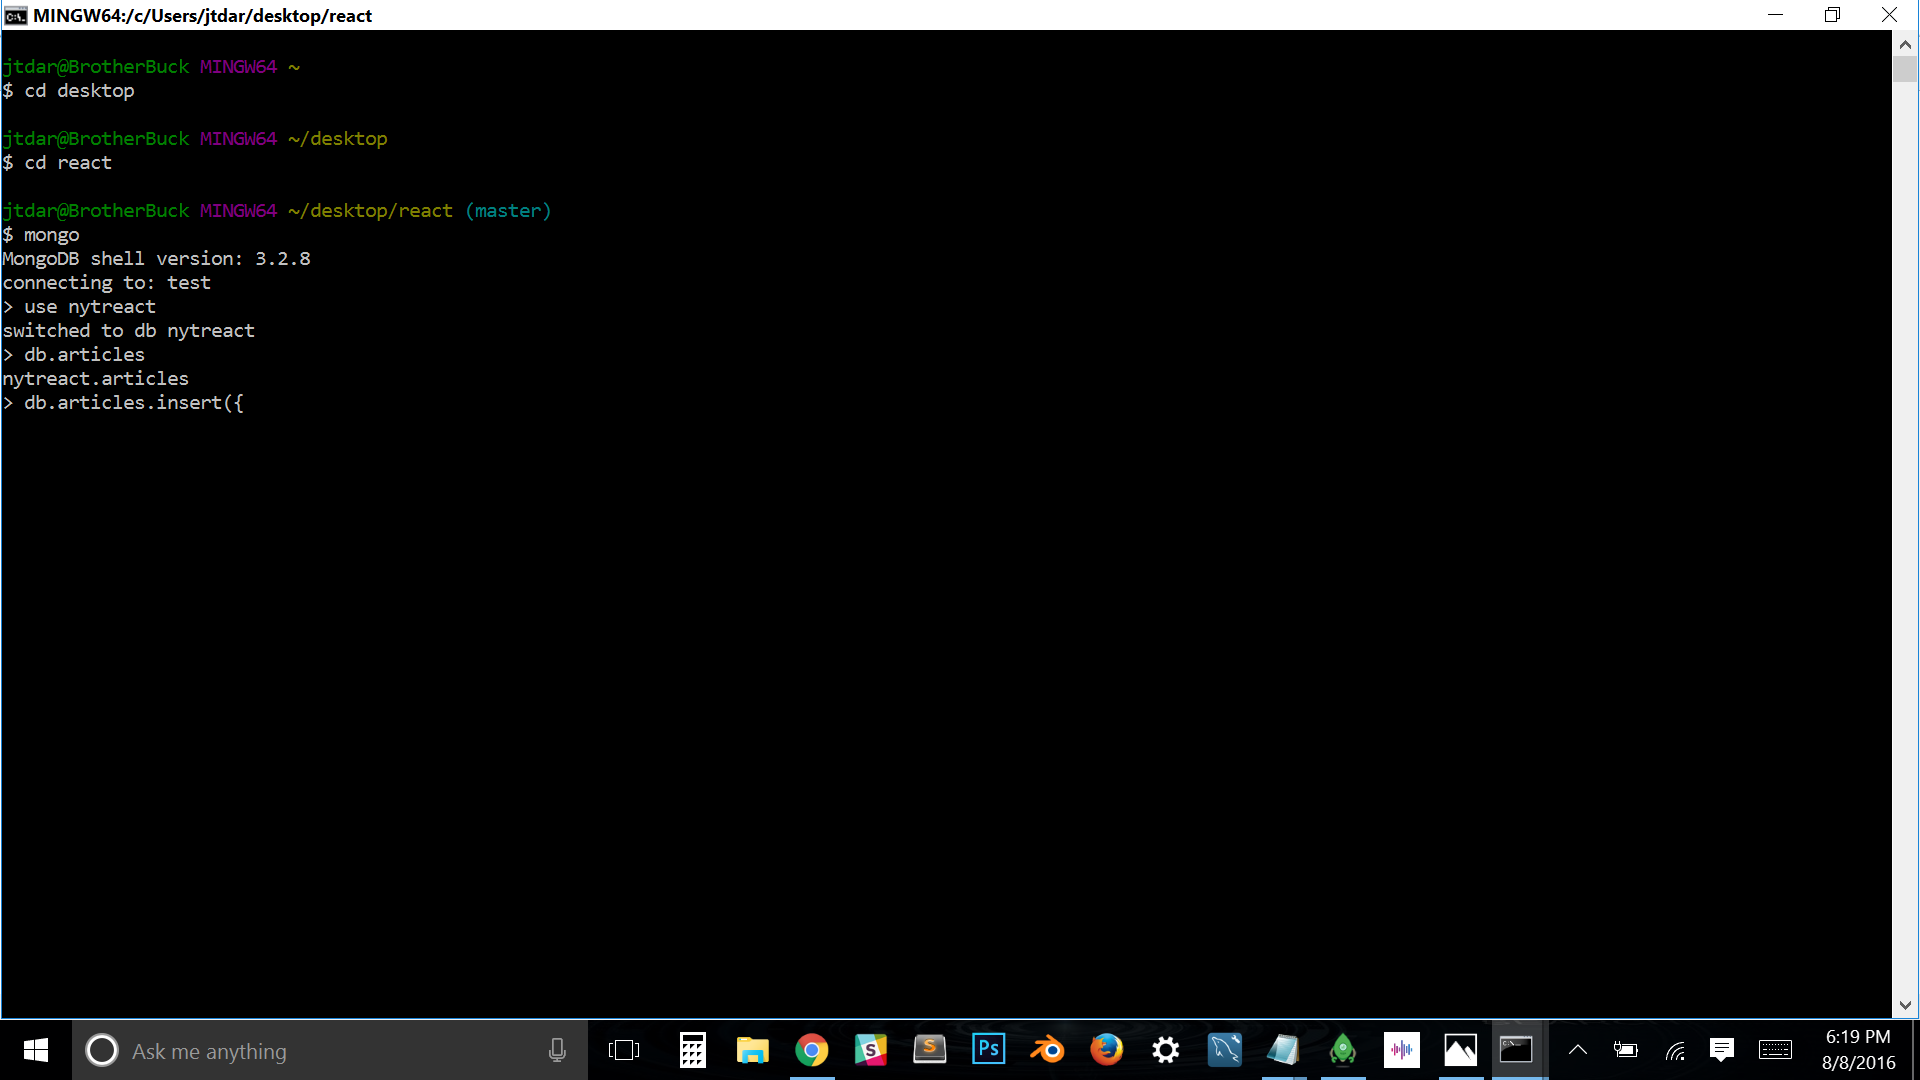 MINGW64:/c/Users/jtdar/desktop/react
jtdar@BrotherBuck MINGW64 ~
$ cd desktop
jtdar@BrotherBuck MINGW64 ~/desktop
$ cd react
jtdar@BrotherBuck MINGW64 ~/desktop/react (master)
$ mongo
MongoDB shell version: 3.2.8
connecting to: test
> use nytreact
switched to db nytreact
> db.articles
nytreact.articles
> db.articles.insert({
Ask me anything
S
S
Ps
6:19 PM
8/8/2016